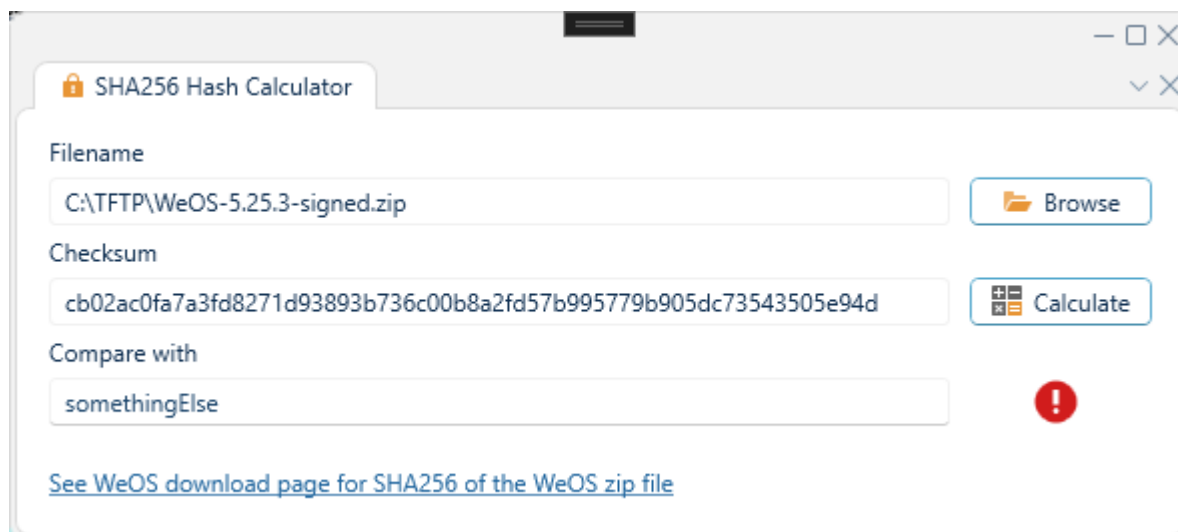 SHA256 Hash Calculator
Filename
C:\TFTP\WeOS-5.25.3-signed.zip
Browse
Checksum
cb02ac0fa7a3fd8271d93893b736c00b8a2fd57b995779b905dc73543505e94d
Calculate
Compare with
somethingElse
See WeOS download page for SHA256 of the WeOS zip file